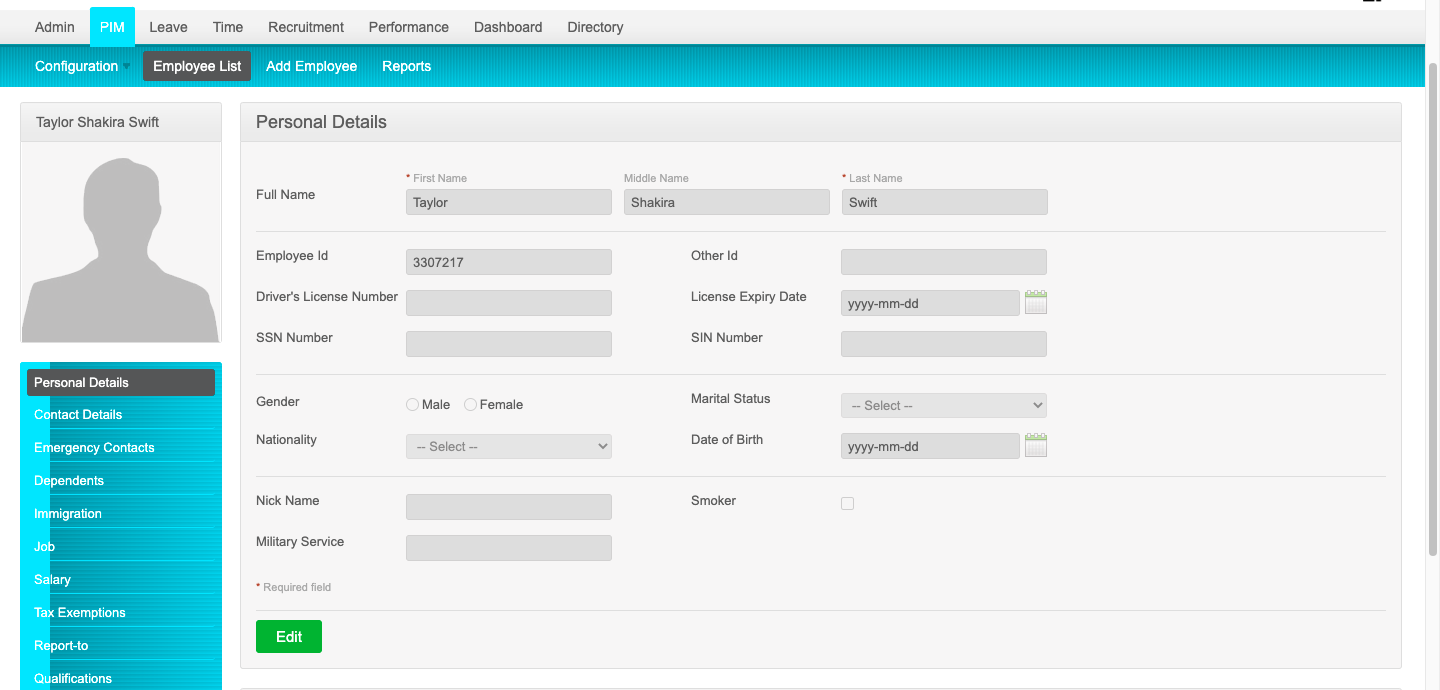 Admin PIM Leave Time Recruitment Performance Dashboard Directory
Configuration Employee List Add Employee Reports
Taylor Shakira Swift
Personal Details
Contact Details
Emergency Contacts
Dependents
Immigration
Job
Salary
Tax Exemptions
Report-to
Qualifications
Personal Details
* First Name Middle Name * Last Name
Full Name Taylor Shakira Swift
Employee Id 3307217 Other Id
Driver's License Number License Expiry Date yyyy-mm-dd
SSN Number SIN Number
Gender Male Female Marital Status -- Select --
Nationality -- Select -- Date of Birth yyyy-mm-dd
Nick Name Smoker
Military Service
* Required field
Edit